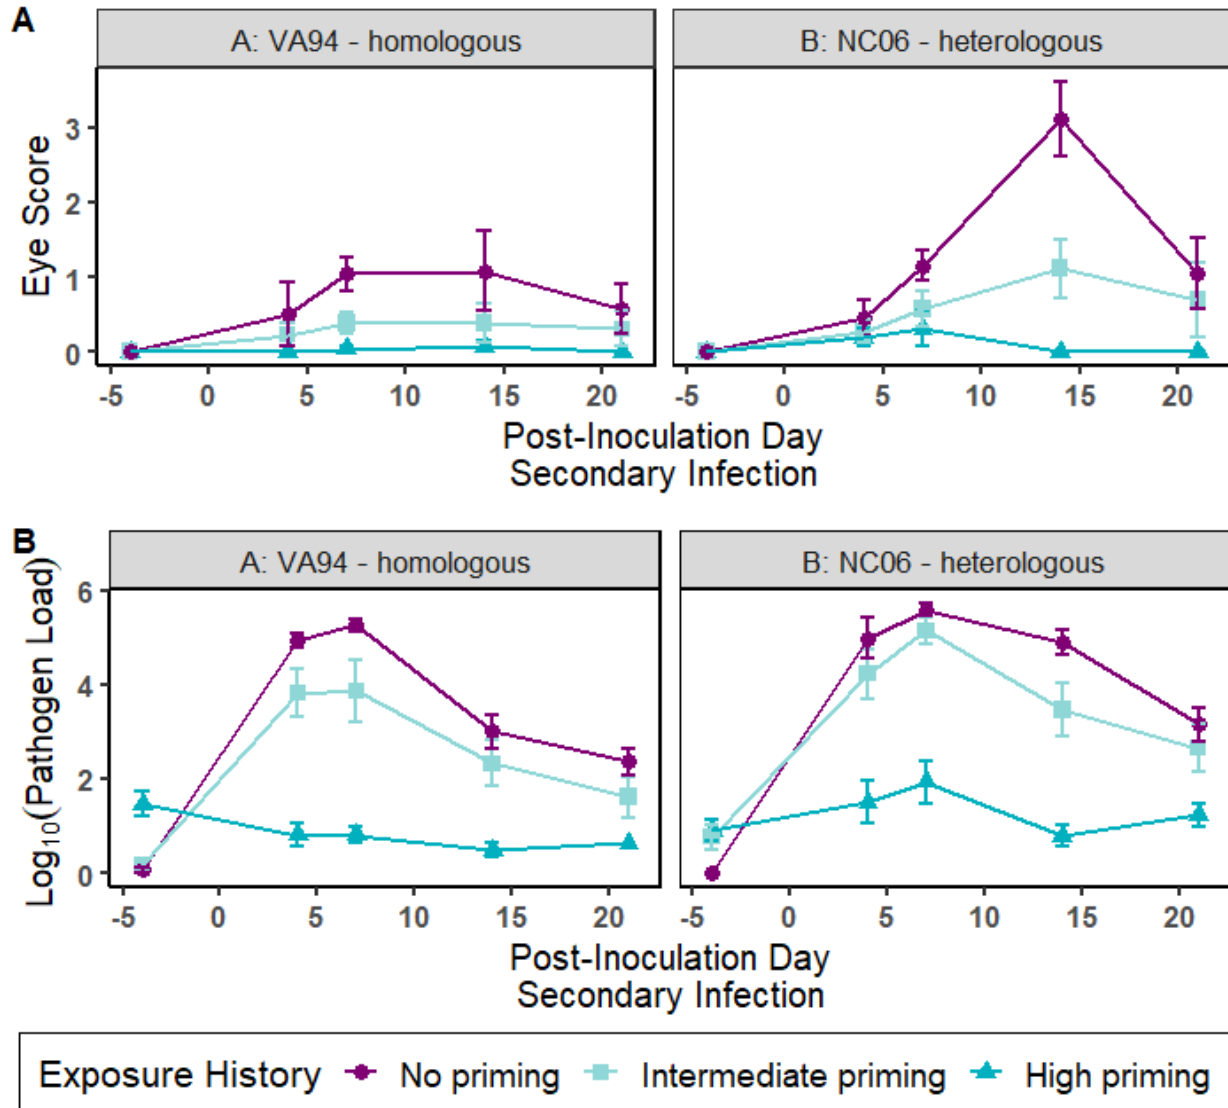 A
A: VA94 - homologous
B: NC06 - heterologous
Eye Score
3
2
1
0
-5 0 5 10 15 20
-5 0 5 10 15 20
Post-Inoculation Day
Secondary Infection
B
A: VA94 - homologous
B: NC06 - heterologous
Log10(Pathogen Load)
6
4
2
0
-5 0 5 10 15 20
-5 0 5 10 15 20
Post-Inoculation Day
Secondary Infection
Exposure History No priming Intermediate priming High priming